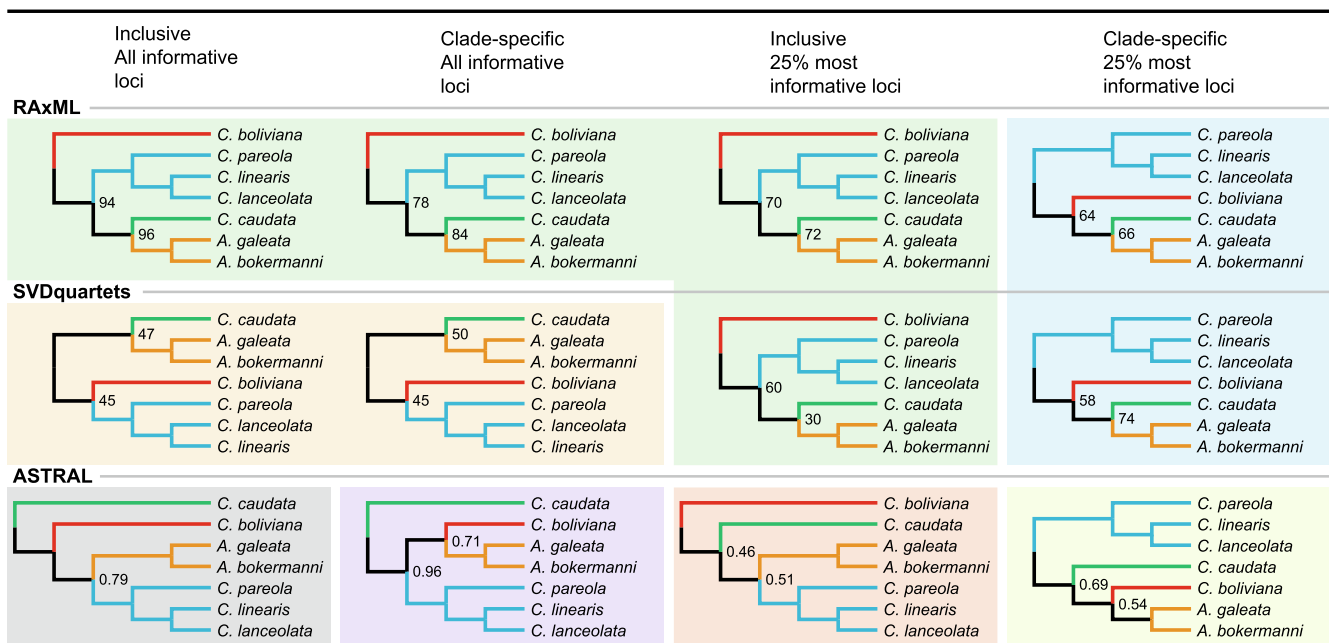 Inclusive
All informative
loci
Clade-specific
All informative
loci
Inclusive
25% most
informative loci
Clade-specific
25% most
informative loci
RAxML
C. boliviana
C. pareola
C. linearis
C. lanceolata
C. caudata
A. galeata
A. bokermanni
94
96
C. boliviana
C. pareola
C. linearis
C. lanceolata
C. caudata
A. galeata
A. bokermanni
78
84
C. boliviana
C. pareola
C. linearis
C. lanceolata
C. caudata
A. galeata
A. bokermanni
70
72
C. pareola
C. linearis
C. lanceolata
C. boliviana
C. caudata
A. galeata
A. bokermanni
64
66
SVDquartets
C. caudata
A. galeata
A. bokermanni
C. boliviana
C. pareola
C. lanceolata
C. linearis
47
45
C. caudata
A. galeata
A. bokermanni
C. boliviana
C. pareola
C. lanceolata
C. linearis
50
45
C. boliviana
C. pareola
C. linearis
C. lanceolata
C. caudata
A. galeata
A. bokermanni
60
30
C. pareola
C. linearis
C. lanceolata
C. boliviana
C. caudata
A. galeata
A. bokermanni
58
74
ASTRAL
C. caudata
C. boliviana
A. galeata
A. bokermanni
C. pareola
C. linearis
C. lanceolata
0.79
C. caudata
C. boliviana
A. galeata
A. bokermanni
C. pareola
C. linearis
C. lanceolata
0.71
0.96
C. boliviana
C. caudata
A. galeata
A. bokermanni
C. pareola
C. linearis
C. lanceolata
0.46
0.51
C. pareola
C. linearis
C. lanceolata
C. caudata
C. boliviana
A. galeata
A. bokermanni
0.69
0.54